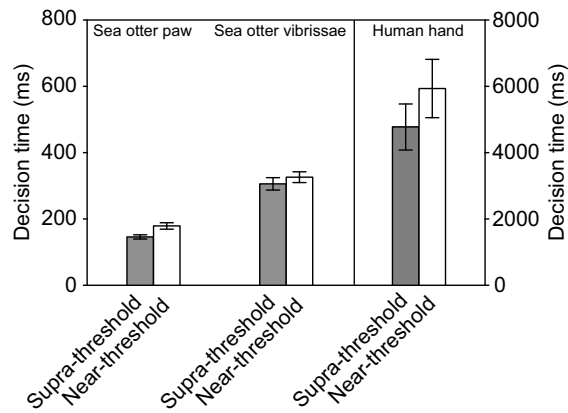 800
8000
Sea otter paw
Sea otter vibrissae
Human hand
600
6000
400
4000
200
2000
0
0
Decision time (ms)
Decision time (ms)
Supra-threshold
Near-threshold
Supra-threshold
Near-threshold
Supra-threshold
Near-threshold